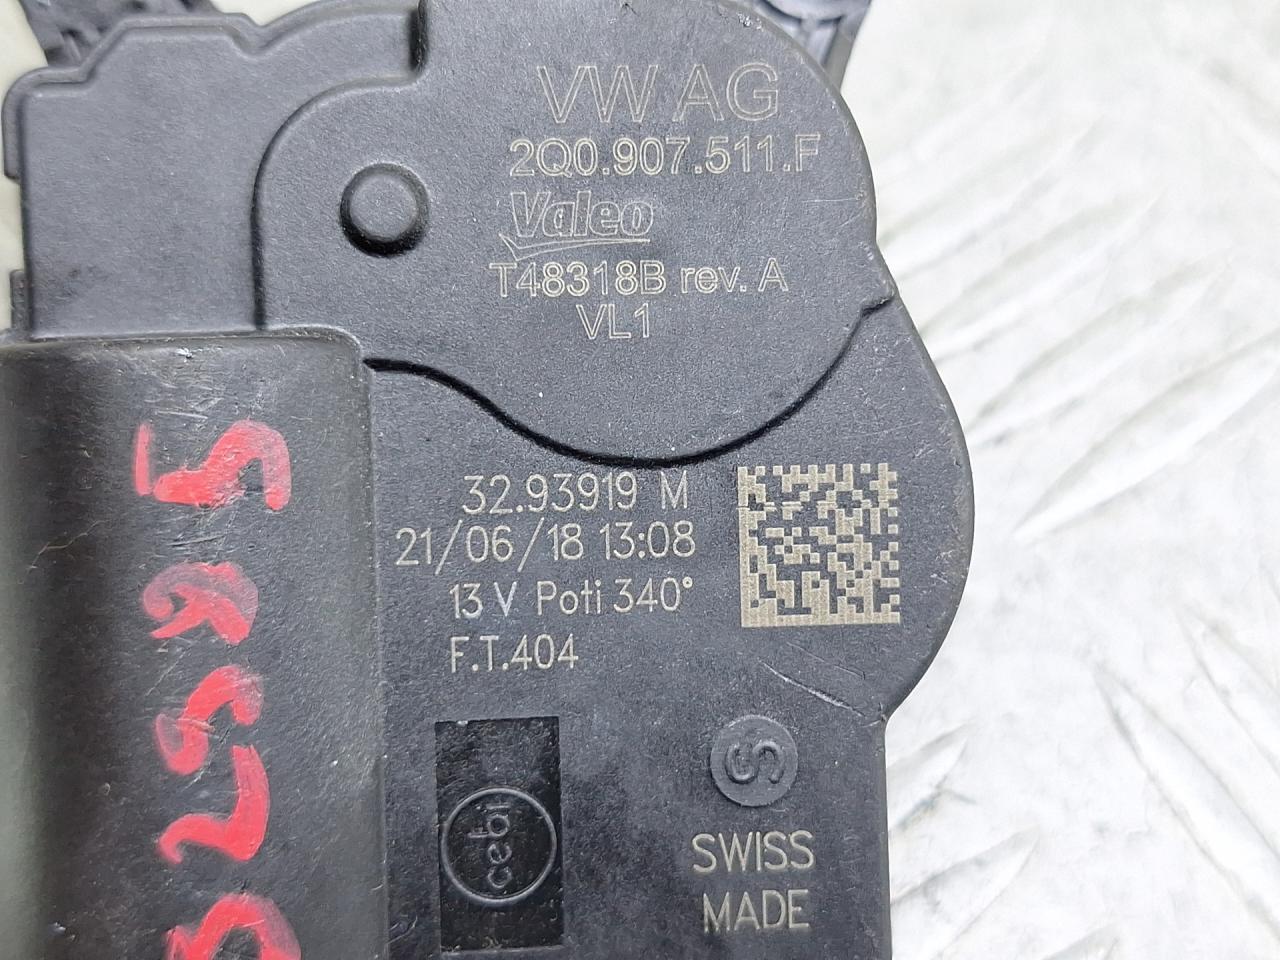 VW AG
2Q0.907.511.F
Valeo
T48318B rev. A
VL1
32.93919 M
21/06/18 13:08
13 V Poti 340°
F.T.404
cebi
S
SWISS
MADE